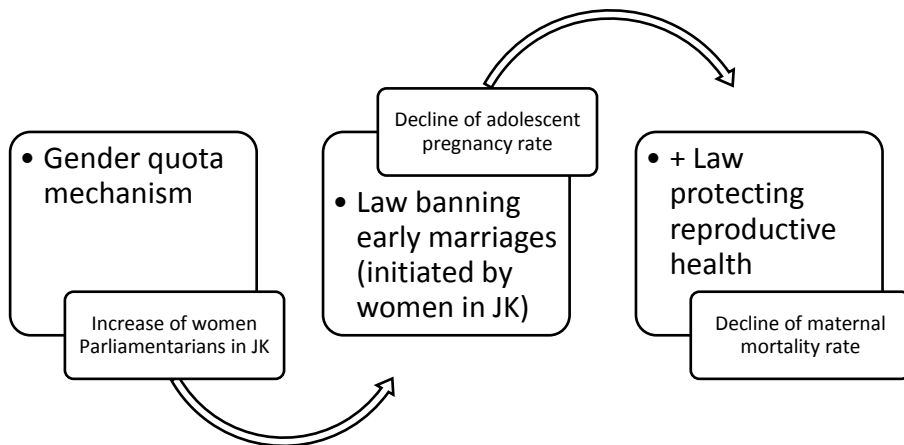 • Gender quota
mechanism
Increase of women
Parliamentarians in JK
Decline of adolescent
pregnancy rate
• Law banning
early marriages
(initiated by
women in JK)
• + Law
protecting
reproductive
health
Decline of maternal
mortality rate